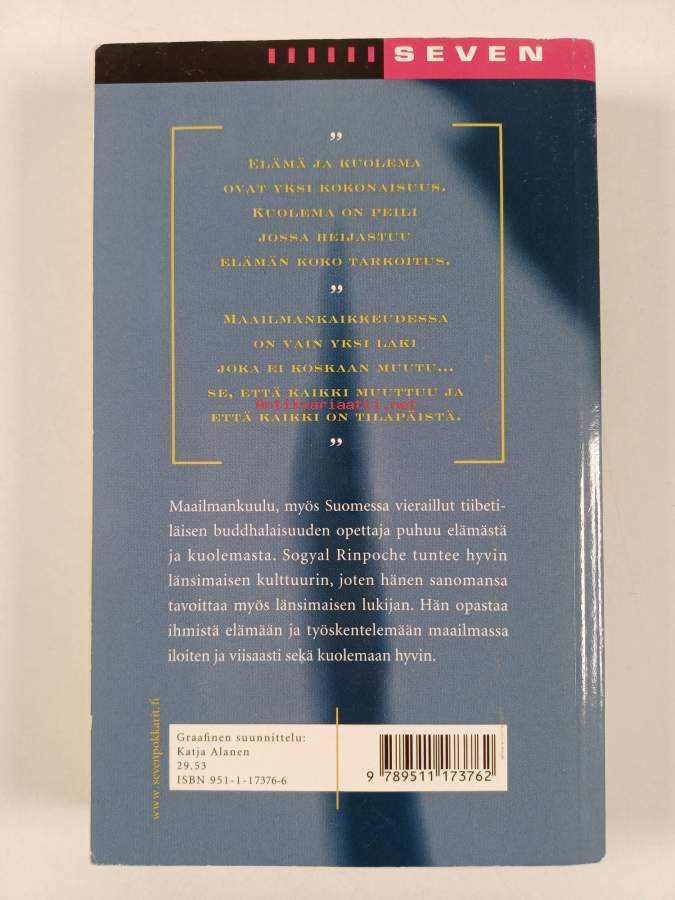 SEVEN
”
ELÄMÄ JA KUOLEMA
OVAT YKSI KOKONAISUUS.
KUOLEMA ON PEILI
JOSSA HEIJASTUU
ELÄMÄN KOKO TARKOITUS.
”
MAAILMANKAIKKEUDESSA
ON VAIN YKSI LAKI
JOKA EI KOSKAAN MUUTU...
SE, ETTÄ KAIKKI MUUTTUU JA
Antikvariaatti.net
ETTÄ KAIKKI ON TILAPÄISTÄ.
”
Maailmankuulu, myös Suomessa vieraillut tiibeti-
läisen buddhalaisuuden opettaja puhuu elämästä
ja kuolemasta. Sogyal Rinpoche tuntee hyvin
länsimaisen kulttuurin, joten hänen sanomansa
tavoittaa myös länsimaisen lukijan. Hän opastaa
ihmistä elämään ja työskentelemään maailmassa
iloiten ja viisaasti sekä kuolemaan hyvin.
www.sevenpokkarit.fi
Graafinen suunnittelu:
Katja Alanen
29.53
ISBN 951-1-17376-6
9 789511 173762